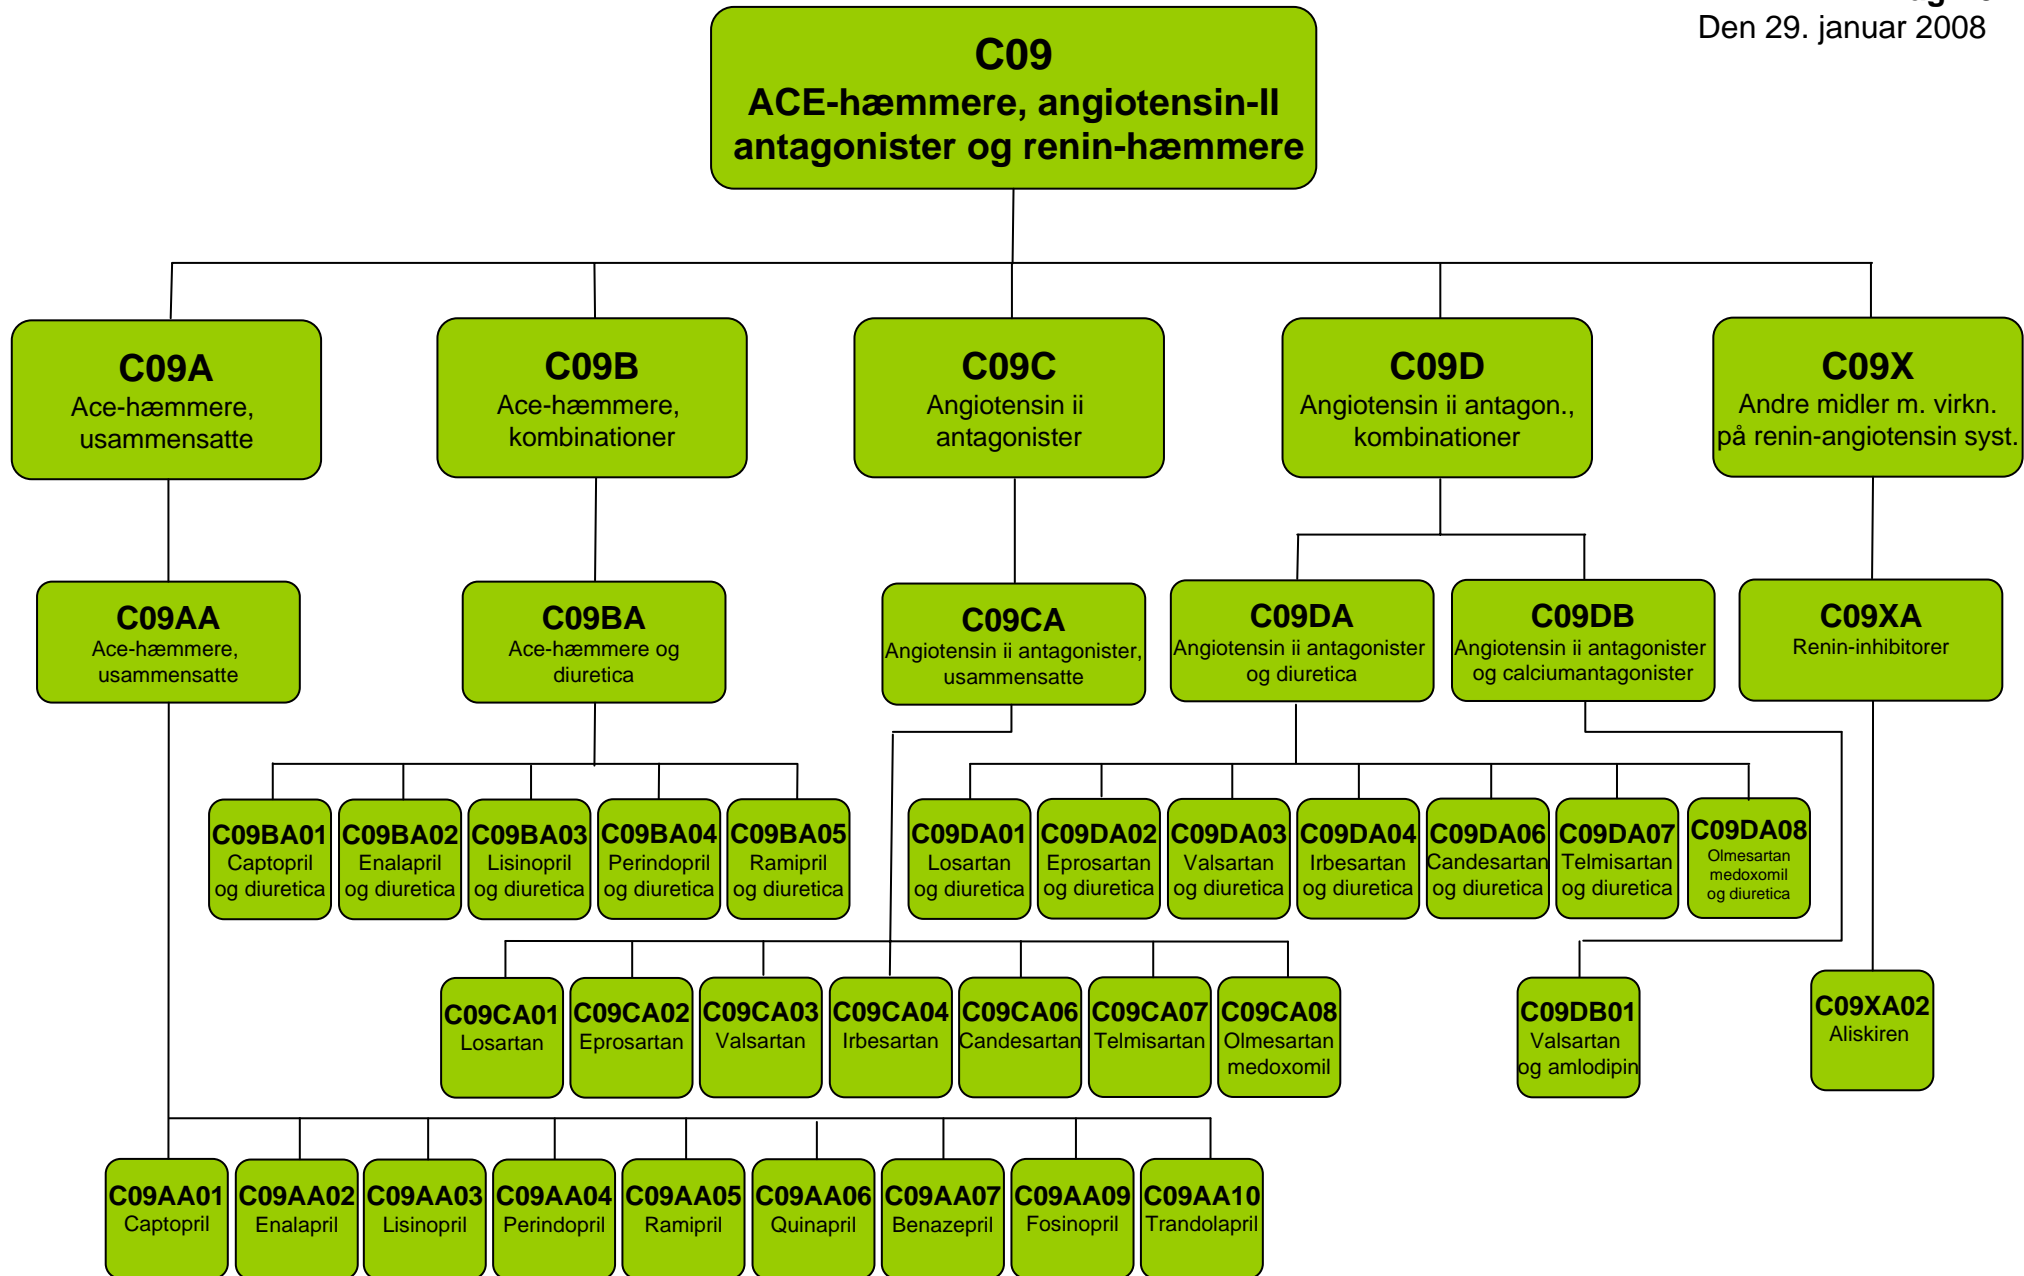 Den 29. januar 2008
C09
ACE-hæmmere, angiotensin-II
antagonister og renin-hæmmere
C09A
Ace-hæmmere,
usammensatte
C09B
Ace-hæmmere,
kombinationer
C09C
Angiotensin ii
antagonister
C09D
Angiotensin ii antagon.,
kombinationer
C09X
Andre midler m. virkn.
på renin-angiotensin syst.
C09AA
Ace-hæmmere,
usammensatte
C09BA
Ace-hæmmere og
diuretica
C09CA
Angiotensin ii antagonister,
usammensatte
C09DA
Angiotensin ii antagonister
og diuretica
C09DB
Angiotensin ii antagonister
og calciumantagonister
C09XA
Renin-inhibitorer
C09BA01
Captopril
og diuretica
C09BA02
Enalapril
og diuretica
C09BA03
Lisinopril
og diuretica
C09BA04
Perindopril
og diuretica
C09BA05
Ramipril
og diuretica
C09DA01
Losartan
og diuretica
C09DA02
Eprosartan
og diuretica
C09DA03
Valsartan
og diuretica
C09DA04
Irbesartan
og diuretica
C09DA06
Candesartan
og diuretica
C09DA07
Telmisartan
og diuretica
C09DA08
Olmesartan
medoxomil
og diuretica
C09CA01
Losartan
C09CA02
Eprosartan
C09CA03
Valsartan
C09CA04
Irbesartan
C09CA06
Candesartan
C09CA07
Telmisartan
C09CA08
Olmesartan
medoxomil
C09DB01
Valsartan
og amlodipin
C09XA02
Aliskiren
C09AA01
Captopril
C09AA02
Enalapril
C09AA03
Lisinopril
C09AA04
Perindopril
C09AA05
Ramipril
C09AA06
Quinapril
C09AA07
Benazepril
C09AA09
Fosinopril
C09AA10
Trandolapril